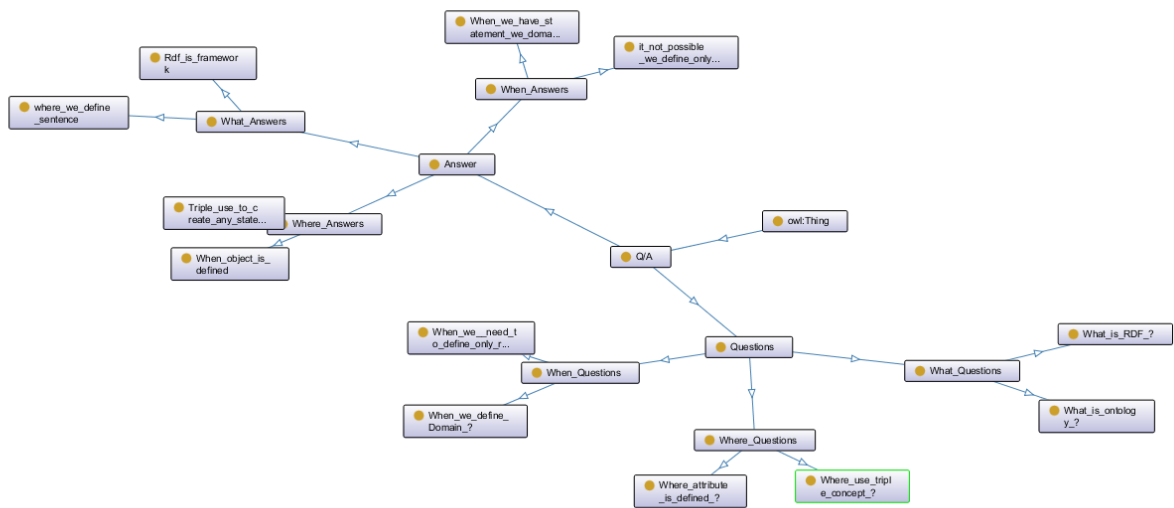 When_we_have_st
atement_we_doma...
it_not_possible
_we_define_only...
Rdf_is_framewor
k
When_Answers
where_we_define
_sentence
What_Answers
Answer
Triple_use_to_c
reate_any_state...
Where_Answers
owl:Thing
When_object_is_
defined
Q/A
When_we__need_t
o_define_only_r...
Questions
What_is_RDF_?
When_Questions
What_Questions
When_we_define_
Domain_?
What_is_ontolog
y_?
Where_Questions
Where_attribute
_is_defined_?
Where_use_tripl
e_concept_?